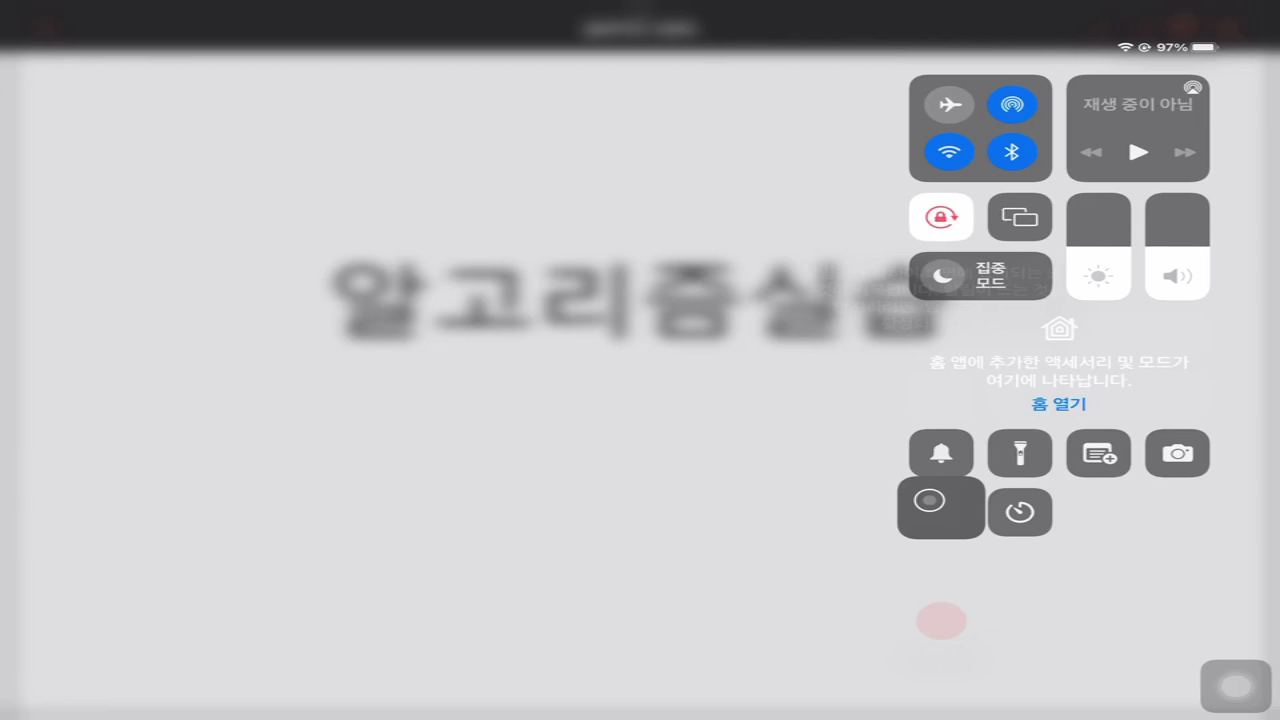 97%
재생 중이 아님
알고리즘실습
집중
모드
홈 앱에 추가한 액세서리 및 모드가
여기에 나타납니다.
홈 열기